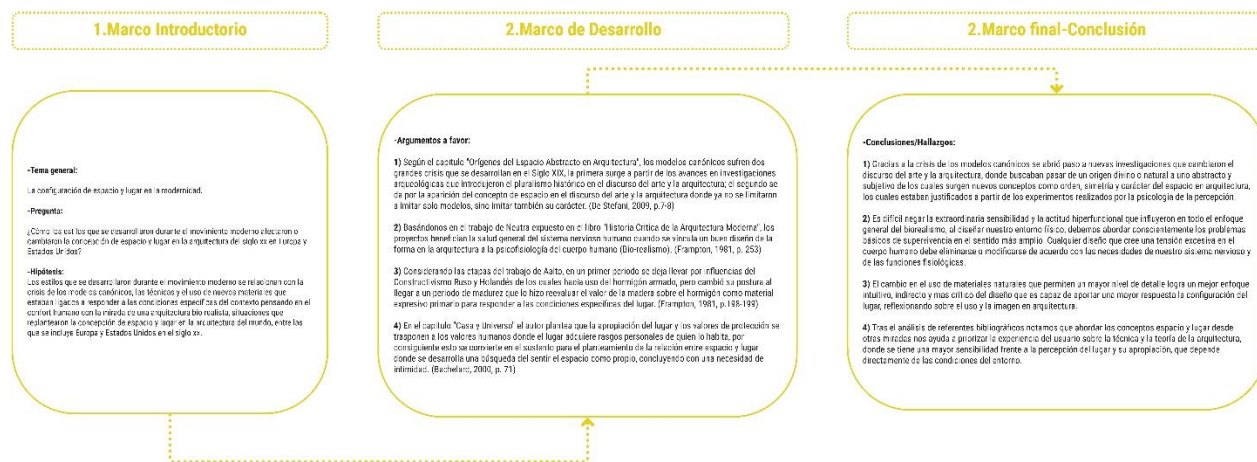 1.Marco Introductorio
2.Marco de Desarrollo
2.Marco final-Conclusión
-Tema general:
La configuración de espacio y lugar en la modernidad.
-Pregunta:
¿Cómo los estilos que se desarrollaron durante el movimiento moderno afectaron o
cambiaron la concepción de espacio y lugar en la arquitectura del siglo xx en Europa y
Estados Unidos?
-Hipótesis:
Los estilos que se desarrollaron durante el movimiento moderno se relacionan con la
crisis de los modelos canónicos, las técnicas y el uso de nuevos materiales que
estaban ligados a responder a las condiciones específicas del contexto pensando en el
confort humano con la mirada de una arquitectura bio realista, situaciones que
replantearon la concepción de espacio y lugar en la arquitectura del mundo, entre las
que se incluye Europa y Estados Unidos en el siglo xx.
-Argumentos a favor:
1) Según el capitulo "Orígenes del Espacio Abstracto en Arquitectura", los modelos canónicos sufren dos
grandes crisis que se desarrollan en el Siglo XIX, la primera surge a partir de los avances en investigaciones
arqueológicas que introdujeron el pluralismo histórico en el discurso del arte y la arquitectura; el segundo se
da por la aparición del concepto de espacio en el discurso del arte y la arquitectura donde ya no se limitaron
a imitar solo modelos, sino imitar también su carácter. (De Stefani, 2009, p.7-8)
2) Basándonos en el trabajo de Neutra expuesto en el libro "Historia Critica de la Arquitectura Moderna", los
proyectos benefician la salud general del sistema nervioso humano cuando se vincula un buen diseño de la
forma en la arquitectura a la psicofisiología del cuerpo humano (Bio-realismo). (Frampton, 1981, p. 253)
3) Considerando las etapas del trabajo de Aalto, en un primer periodo se deja llevar por influencias del
Constructivismo Ruso y Holandés de los cuales hacia uso del hormigón armado, pero cambió su postura al
llegar a un periodo de madurez que lo hizo reevaluar el valor de la madera sobre el hormigón como material
expresivo primario para responder a las condiciones específicas del lugar. (Frampton, 1981, p.198-199)
4) En el capitulo "Casa y Universo" el autor plantea que la apropiación del lugar y los valores de protección se
trasponen a los valores humanos donde el lugar adquiere rasgos personales de quien lo habita, por
consiguiente esto se convierte en el sustento para el planteamiento de la relación entre espacio y lugar
donde se desarrolla una búsqueda del sentir el espacio como propio, concluyendo con una necesidad de
intimidad. (Bachelard, 2000, p. 71)
-Conclusiones/Hallazgos:
1) Gracias a la crisis de los modelos canónicos se abrió paso a nuevas investigaciones que cambiaron el
discurso del arte y la arquitectura, donde buscaban pasar de un origen divino o natural a uno abstracto y
subjetivo de los cuales surgen nuevos conceptos como orden, simetría y carácter del espacio en arquitectura,
los cuales estaban justificados a partir de los experimentos realizados por la psicología de la percepción.
2) Es difícil negar la extraordinaria sensibilidad y la actitud hiperfuncional que influyeron en todo el enfoque
general del biorealismo, al diseñar nuestro entorno físico, debemos abordar conscientemente los problemas
básicos de supervivencia en el sentido más amplio. Cualquier diseño que cree una tensión excesiva en el
cuerpo humano debe eliminarse o modificarse de acuerdo con las necesidades de nuestro sistema nervioso y
de las funciones fisiológicas.
3) El cambio en el uso de materiales naturales que permiten un mayor nivel de detalle logra un mejor enfoque
intuitivo, indirecto y mas critico del diseño que es capaz de aportar una mayor respuesta la configuración del
lugar, reflexionando sobre el uso y la imagen en arquitectura.
4) Tras el análisis de referentes bibliográficos notamos que abordar los conceptos espacio y lugar desde
otras miradas nos ayuda a priorizar la experiencia del usuario sobre la técnica y la teoría de la arquitectura,
donde se tiene una mayor sensibilidad frente a la percepción del lugar y su apropiación, que depende
directamente de las condiciones del entorno.